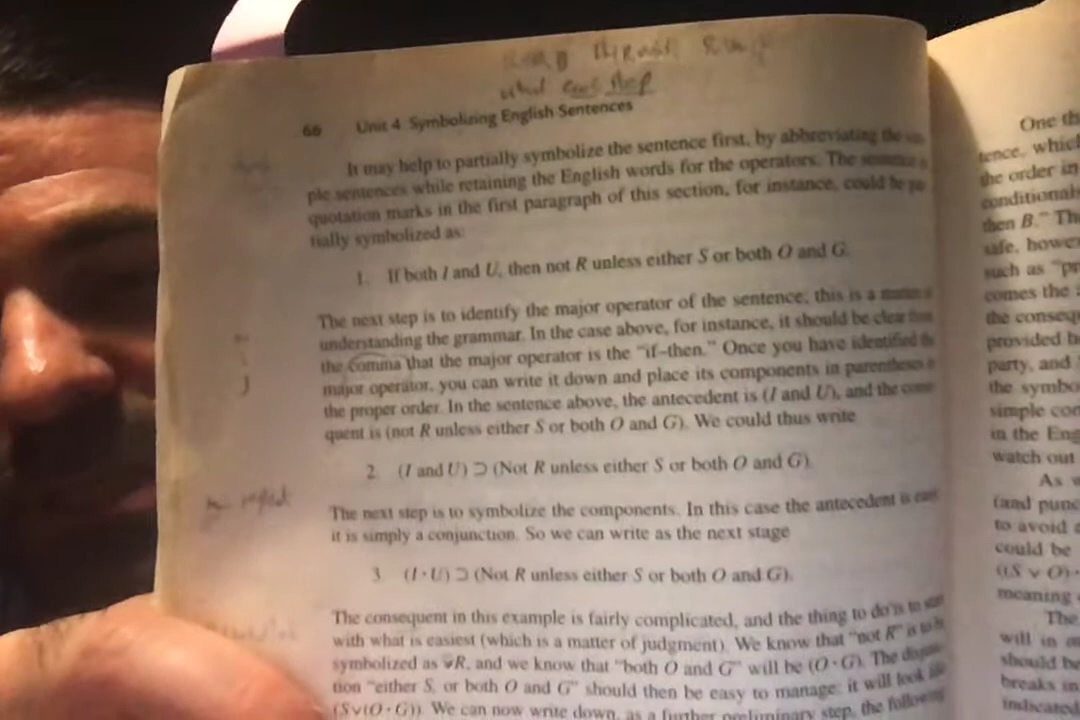 66 Unit 4 Symbolizing English Sentences
It may help to partially symbolize the sentence first, by abbreviating the
ple sentences while retaining the English words for the operators. The sentence
quotation marks in the first paragraph of this section, for instance, could be
tially symbolized as:
1. If both I and U, then not R unless either S or both O and G.
The next step is to identify the major operator of the sentence; this is a matter
understanding the grammar. In the case above, for instance, it should be clear
the comma that the major operator is the "if–then." Once you have identified
major operator, you can write it down and place its components in parentheses
the proper order. In the sentence above, the antecedent is (I and U), and the
quent is (not R unless either S or both O and G). We could thus write
2. (I and U) ⊃ (Not R unless either S or both O and G).
The next step is to symbolize the components. In this case the antecedent is
it is simply a conjunction. So we can write as the next stage
3. (I · U) ⊃ (Not R unless either S or both O and G).
The consequent in this example is fairly complicated, and the thing to do is to
with what is easiest (which is a matter of judgment). We know that "not R" is
symbolized as ~R, and we know that "both O and G" will be (O · G). The
tion "either S, or both O and G" should then be easy to manage: it will look
(S∨(O · G)). We can now write down, as a further preliminary step, the following
One
tence, which
the order in
conditionals
then B."
safe, however
such as
comes the
the conseq
provided
party, and
the symbo
simple con
in the Eng
watch out
As
(and punc
to avoid
could be
((S ∨ O) ·
meaning
The
will in
should be
breaks in
indicated